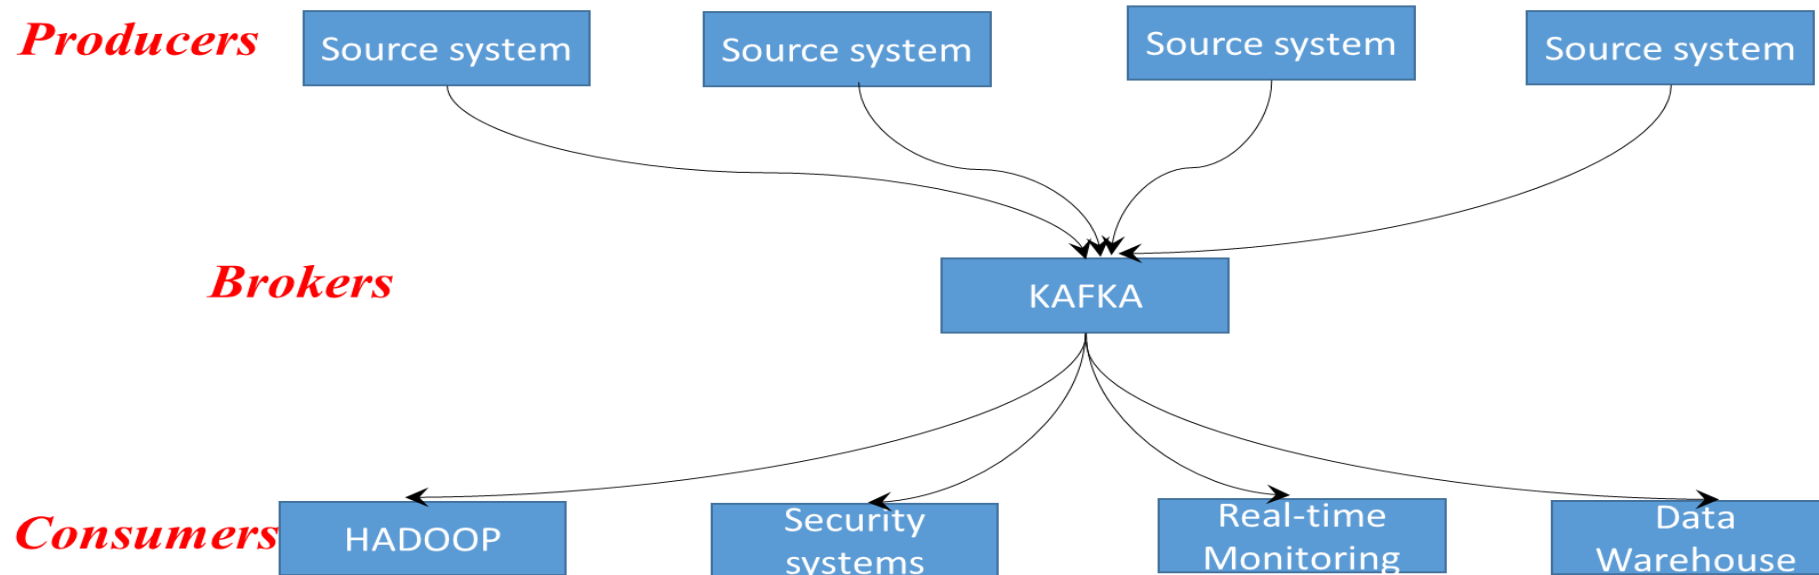 Producers
Source system
Source system
Source system
Source system
Brokers
KAFKA
Consumers
HADOOP
Security
systems
Real-time
Monitoring
Data
Warehouse